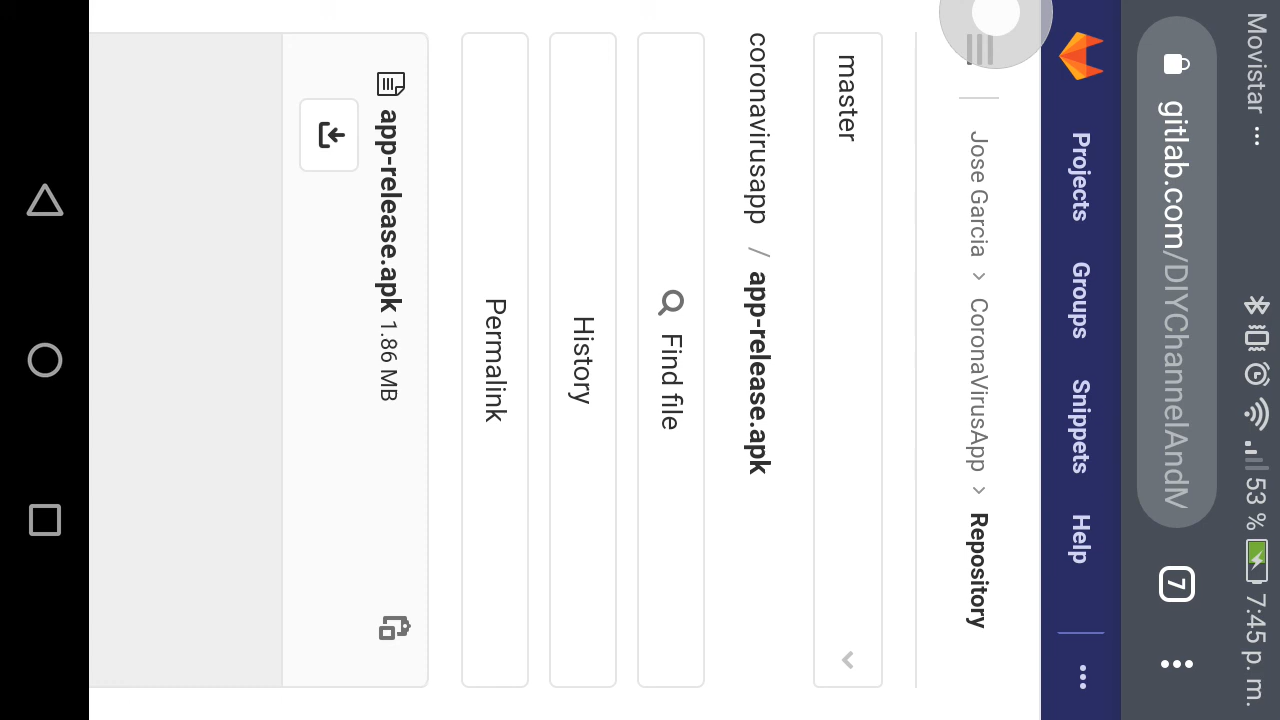 Movistar ... 53 % 7:45 p. m.
gitlab.com/DIYChannelAndM 7
Projects Groups Snippets Help
Jose Garcia > CoronaVirusApp > Repository
master
coronavirusapp / app-release.apk
Find file
History
Permalink
app-release.apk 1.86 MB